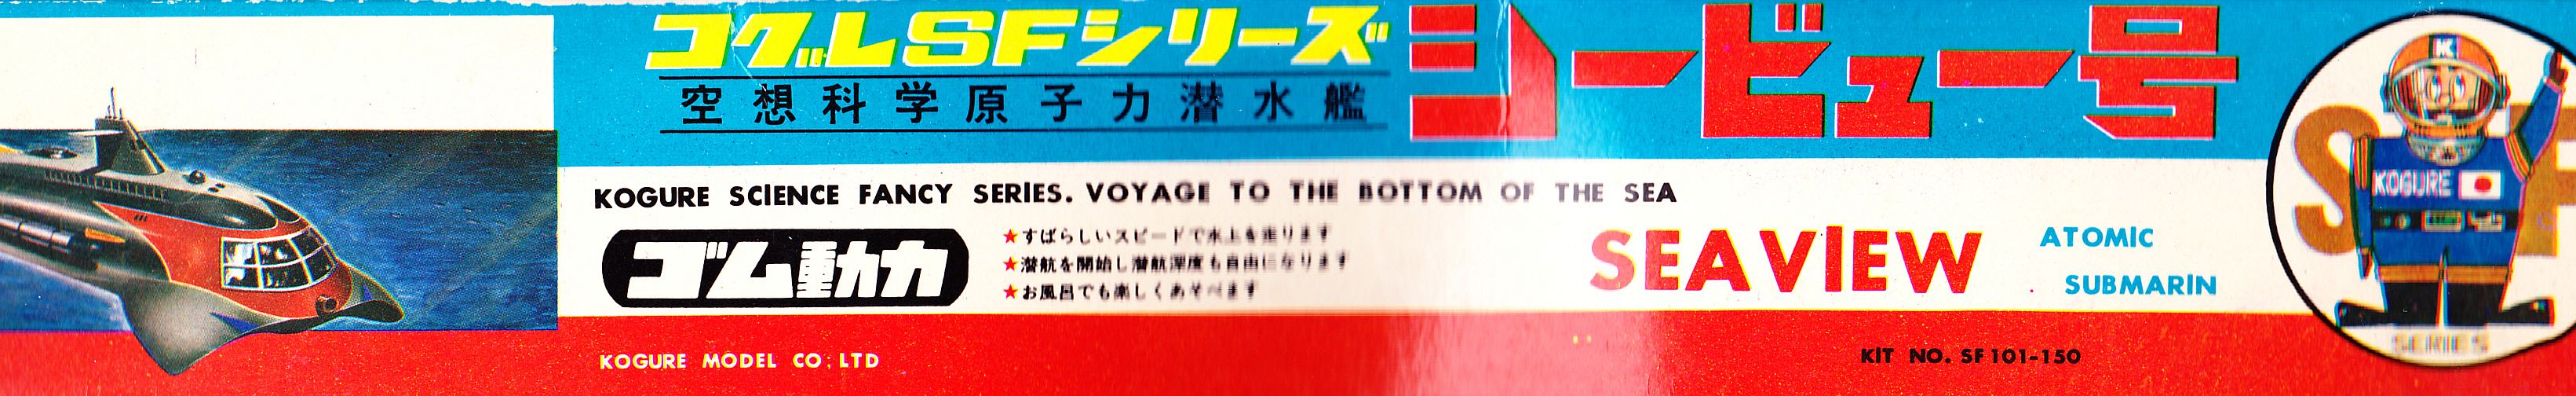 コグレSFシリーズ
空想科学原子力潜水艦
シービュー号
KOGURE SCIENCE FANCY SERIES. VOYAGE TO THE BOTTOM OF THE SEA
ゴム動力
★すばらしいスピードで水上を走ります
★潜航を開始し潜航深度も自由になります
★お風呂でも楽しくあそべます
SEAVIEW
ATOMIC
SUBMARIN
KOGURE MODEL CO; LTD
KIT NO. SF101-150
K
SF
KOGURE
SERIES